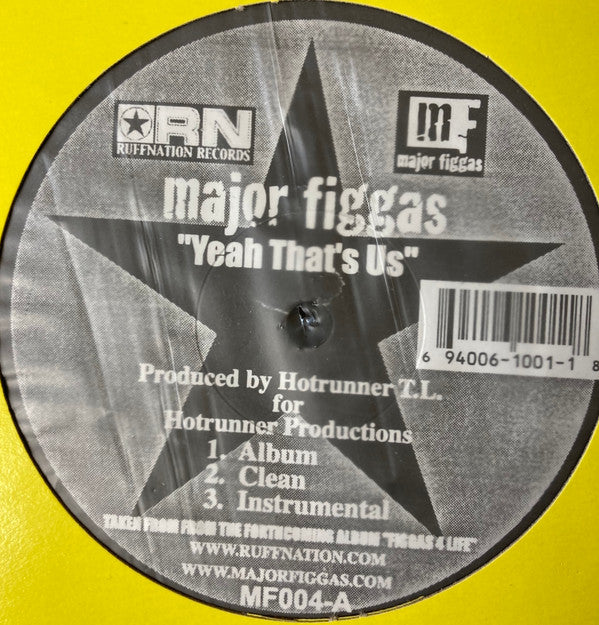 RN
RUFFNATION RECORDS
mF
major figgas
major figgas
"Yeah That's Us"
6 94006-1001-1 8
Produced by Hotrunner T.L.
for
Hotrunner Productions
1. Album
2. Clean
3. Instrumental
TAKEN FROM FROM THE FORTHCOMING ALBUM "FIGGAS 4 LIFE"
WWW.RUFFNATION.COM
WWW.MAJORFIGGAS.COM
MF004-A